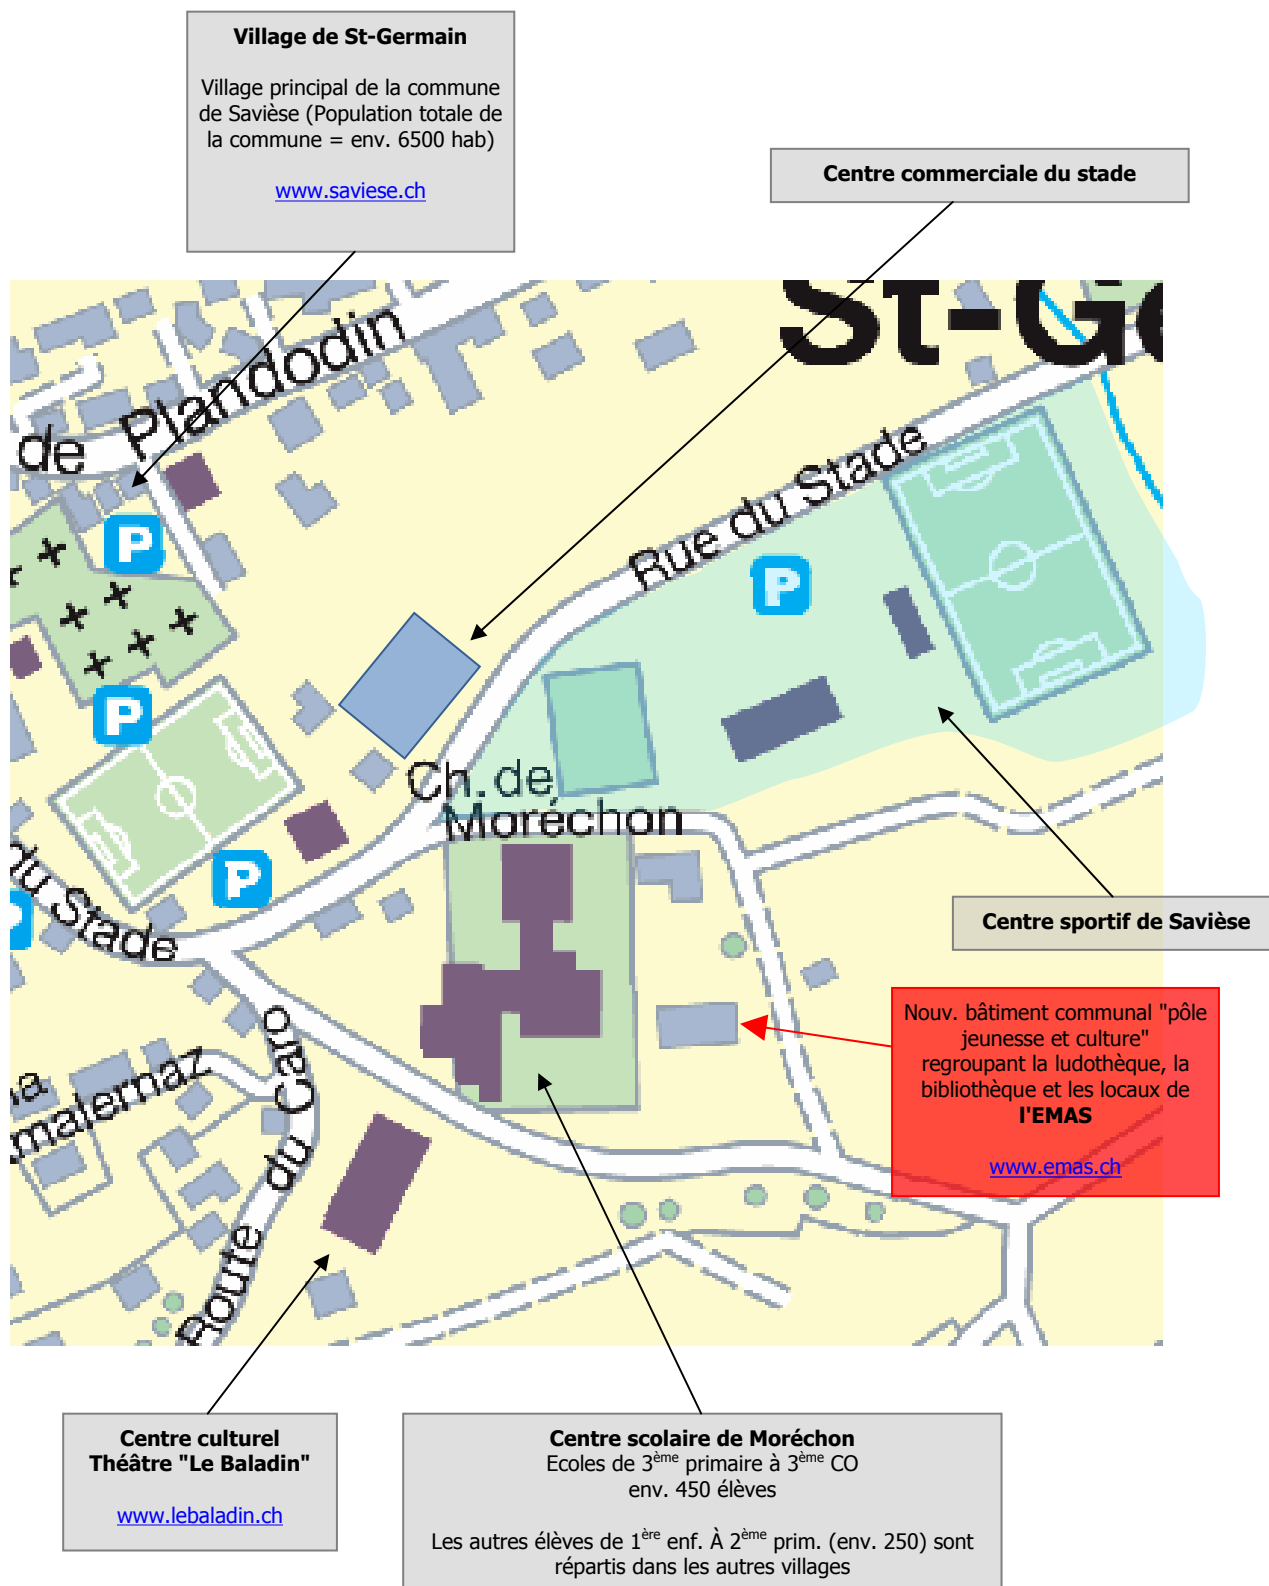 Village de St-Germain
Village principal de la commune
de Savièse (Population totale de
la commune = env. 6500 hab)
www.saviese.ch
Centre commerciale du stade
St-Ge
de Plandodin
Rue du Stade
P
P
P
P
Ch. de
Moréchon
du Stade
Centre sportif de Savièse
Nouv. bâtiment communal "pôle
jeunesse et culture"
regroupant la ludothèque, la
bibliothèque et les locaux de
l'EMAS
www.emas.ch
na
malernaz
Route du Caro
Centre culturel
Théâtre "Le Baladin"
www.lebaladin.ch
Centre scolaire de Moréchon
Ecoles de 3ème primaire à 3ème CO
env. 450 élèves
Les autres élèves de 1ère enf. À 2ème prim. (env. 250) sont
répartis dans les autres villages